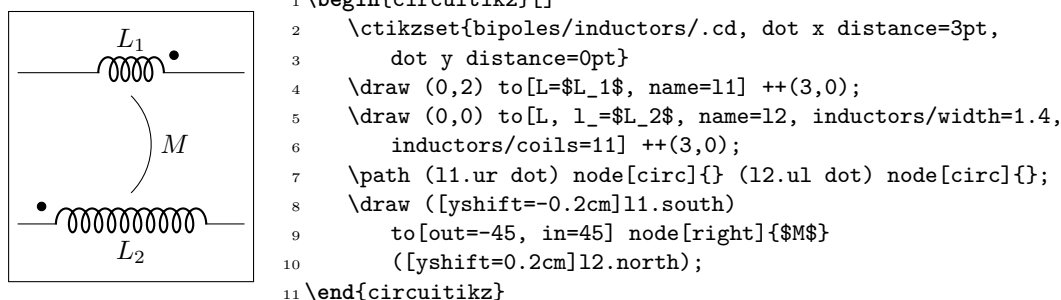 L1
M
L2
1 \begin{circuitikz}[]
2 \ctikzset{bipoles/inductors/.cd, dot x distance=3pt,
3 dot y distance=0pt}
4 \draw (0,2) to[L=$L_1$, name=l1] ++(3,0);
5 \draw (0,0) to[L, l_=$L_2$, name=l2, inductors/width=1.4,
6 inductors/coils=11] ++(3,0);
7 \path (l1.ur dot) node[circ]{} (l2.ul dot) node[circ]{};
8 \draw ([yshift=-0.2cm]l1.south)
9 to[out=-45, in=45] node[right]{$M$}
10 ([yshift=0.2cm]l2.north);
11 \end{circuitikz}